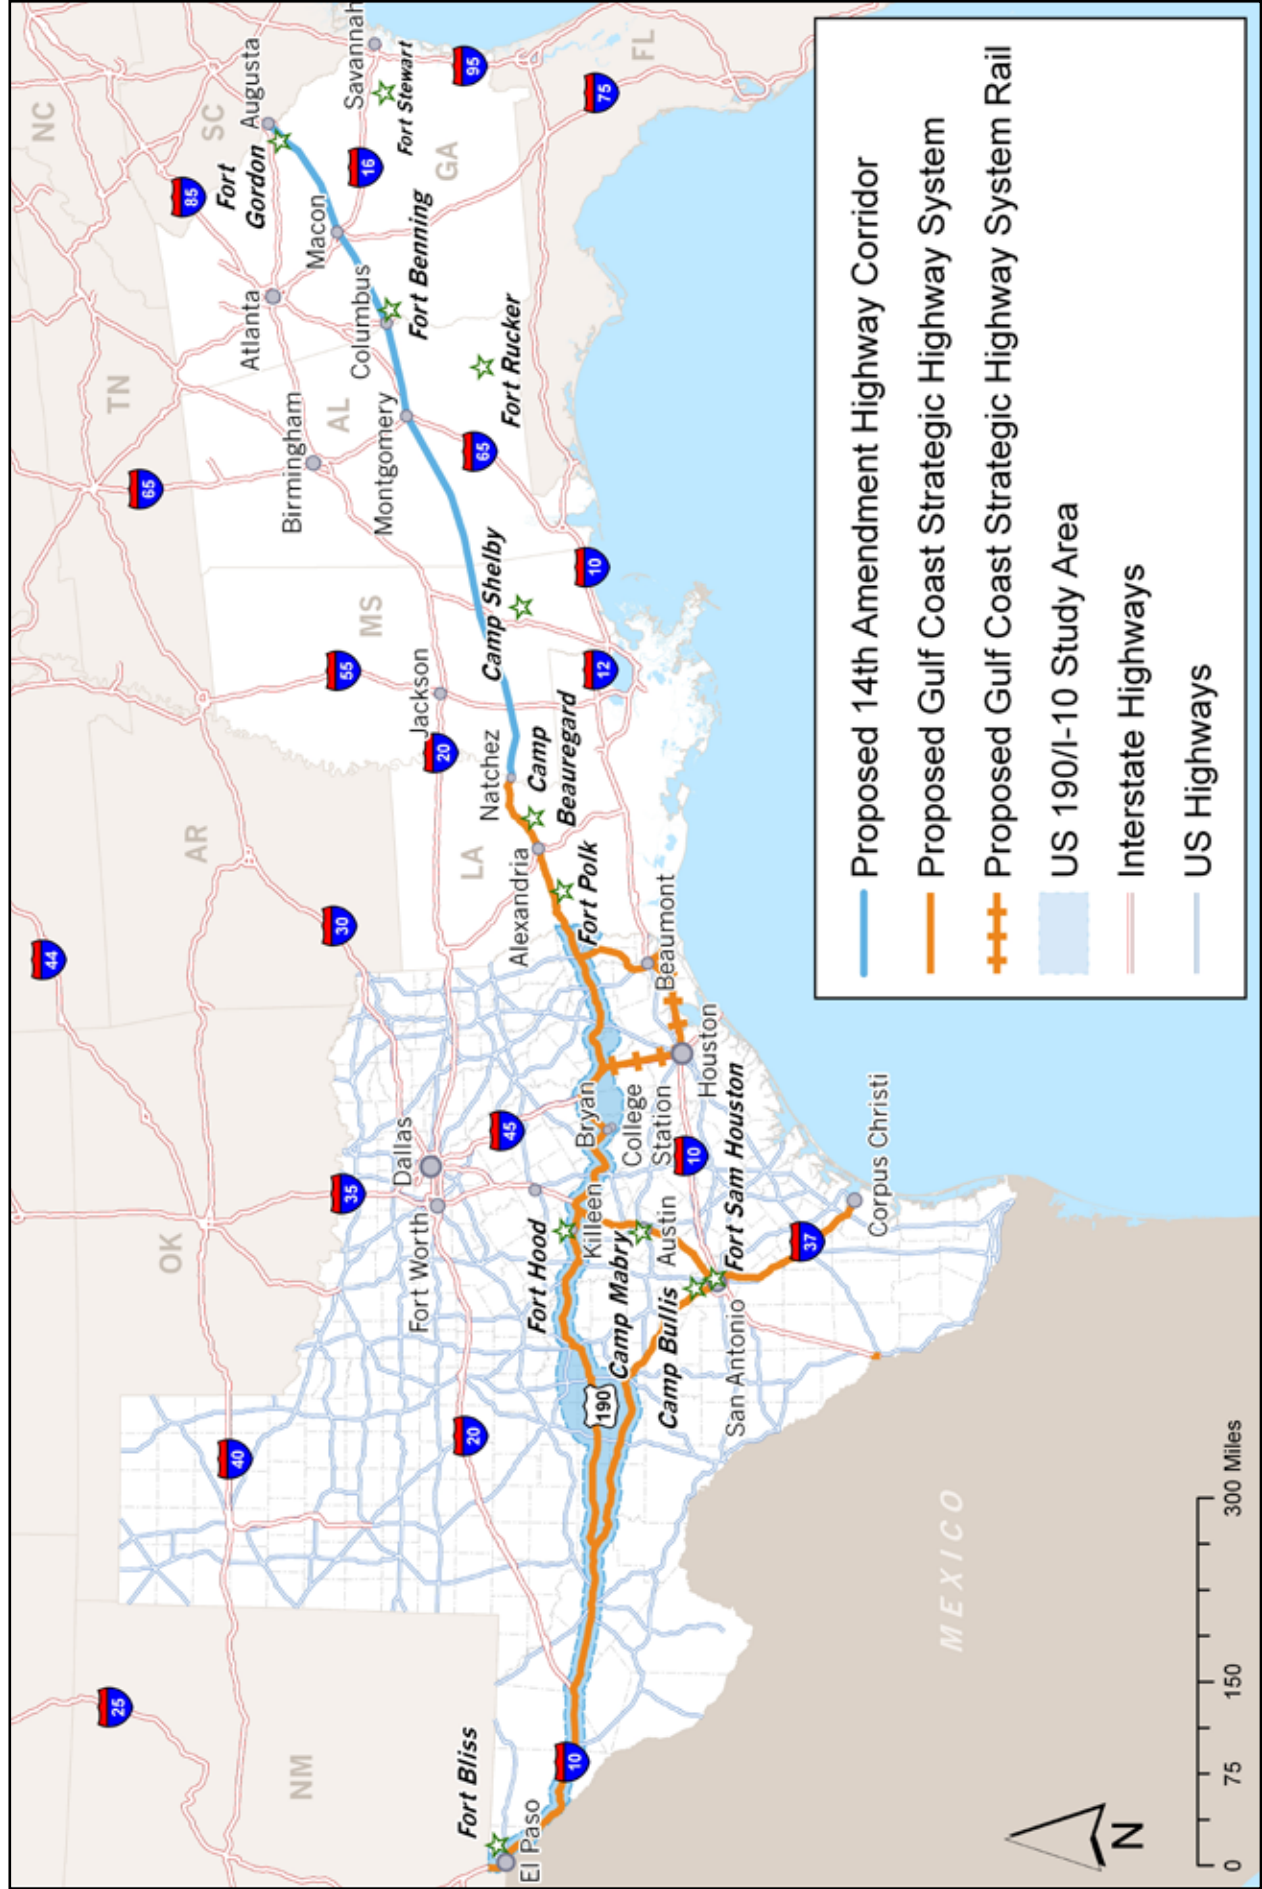 NC
SC
Augusta
Savannah
Fort Stewart
95
FL
75
85
Fort
Gordon
16
GA
Macon
Atlanta
Columbus
Fort Benning
Fort Rucker
TN
AL
Birmingham
Montgomery
65
65
MS
Camp Shelby
10
55
Jackson
12
20
Natchez
Camp
Beauregard
AR
LA
Alexandria
Fort Polk
Beaumont
44
30
Houston
Dallas
45
Bryan
College
Station
10
Fort Sam Houston
35
Fort Worth
OK
Fort Hood
Killeen
Camp Mabry
Austin
Corpus Christi
37
Camp Bullis
San Antonio
190
40
20
MEXICO
25
NM
Fort Bliss
El Paso
10
N
0 75 150 300 Miles
Proposed 14th Amendment Highway Corridor
Proposed Gulf Coast Strategic Highway System
Proposed Gulf Coast Strategic Highway System Rail
US 190/I-10 Study Area
Interstate Highways
US Highways